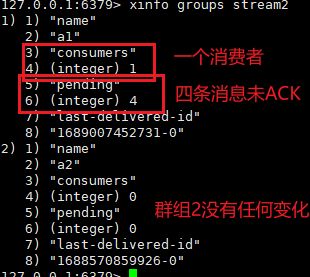 127.0.0.1:6379> xinfo groups stream2
1) 1) "name"
2) "a1"
3) "consumers"
4) (integer) 1
一个消费者
5) "pending"
6) (integer) 4
四条消息未ACK
7) "last-delivered-id"
8) "1689007452731-0"
2) 1) "name"
2) "a2"
3) "consumers"
4) (integer) 0
5) "pending"
6) (integer) 0
群组2没有任何变化
7) "last-delivered-id"
8) "1688570859926-0"
127.0.0.1:6379>